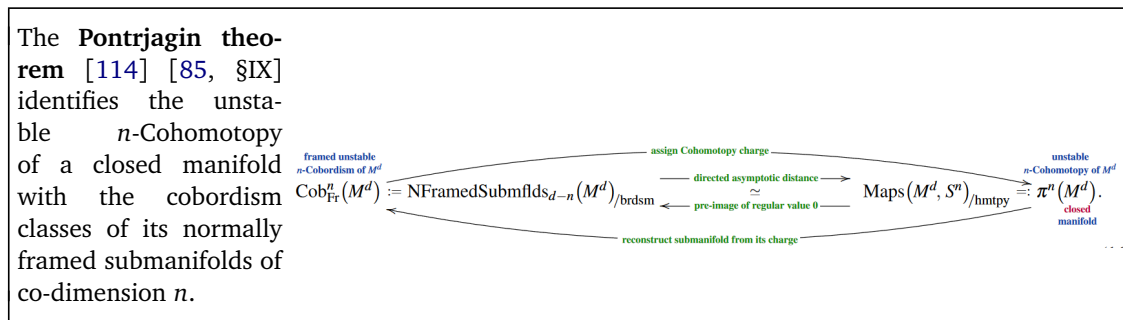 The Pontrjagin theo-
rem [114] [85, §IX]
identifies the unsta-
ble n-Cohomotopy
of a closed manifold
with the cobordism
classes of its normally
framed submanifolds of
co-dimension n.
assign Cohomotopy charge
framed unstable
n-Cobordism of M^d
unstable
n-Cohomotopy of M^d
directed asymptotic distance
Cob^n_Fr(M^d) := NFramedSubmflds_{d−n}(M^d)_{/brdsm} ≃ Maps(M^d, S^n)_{/hmtpy} =: π^n(M^d).
pre-image of regular value 0
closed
manifold
reconstruct submanifold from its charge